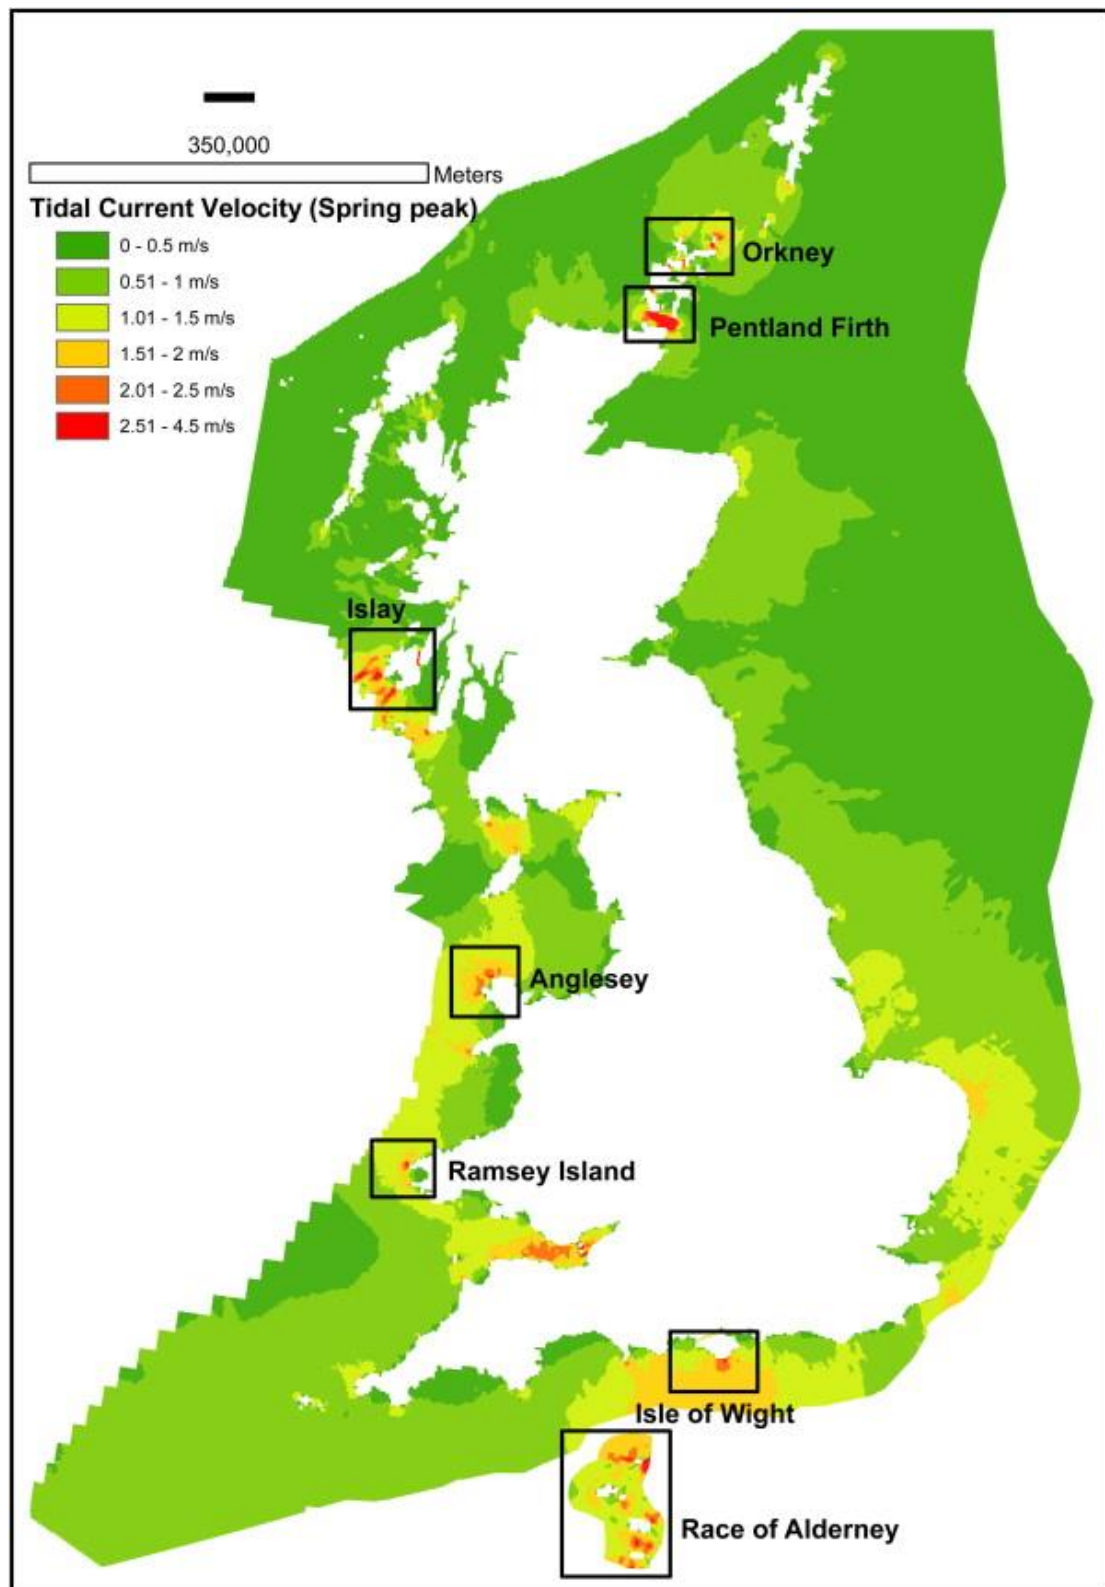 350,000
Meters
Tidal Current Velocity (Spring peak)
0 - 0.5 m/s
0.51 - 1 m/s
1.01 - 1.5 m/s
1.51 - 2 m/s
2.01 - 2.5 m/s
2.51 - 4.5 m/s
Orkney
Pentland Firth
Islay
Anglesey
Ramsey Island
Isle of Wight
Race of Alderney